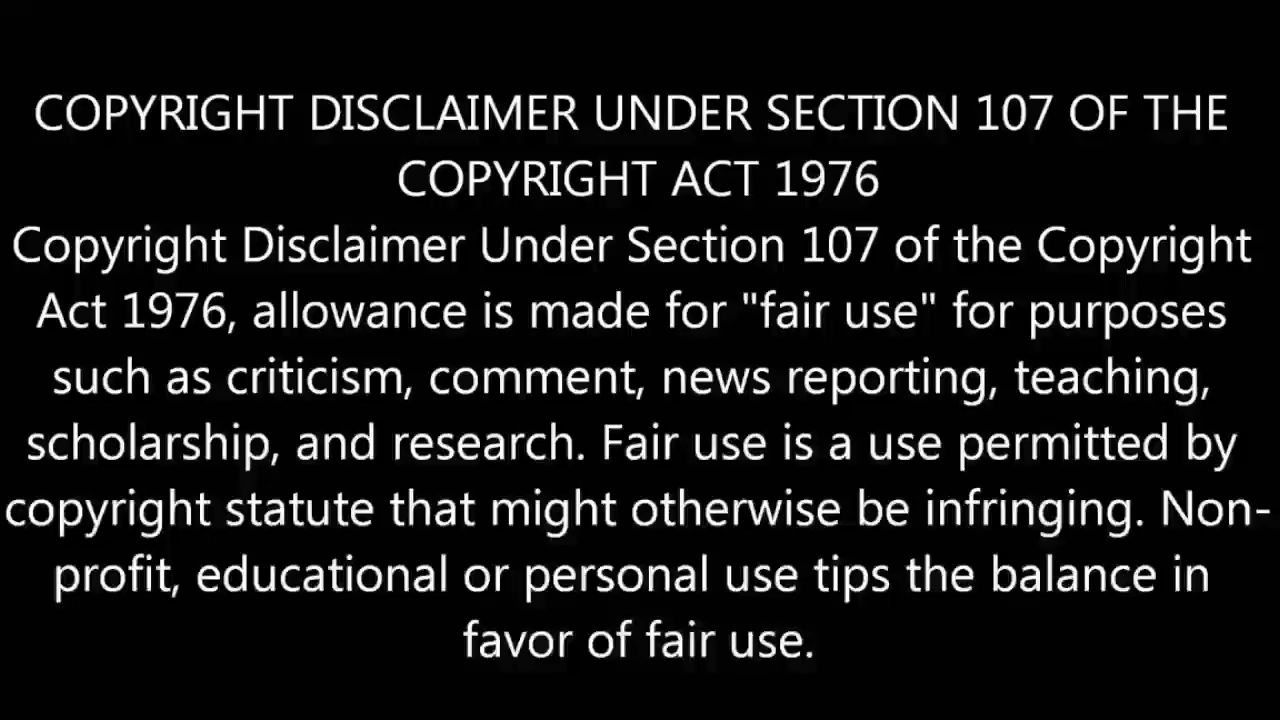 COPYRIGHT DISCLAIMER UNDER SECTION 107 OF THE
COPYRIGHT ACT 1976
Copyright Disclaimer Under Section 107 of the Copyright
Act 1976, allowance is made for "fair use" for purposes
such as criticism, comment, news reporting, teaching,
scholarship, and research. Fair use is a use permitted by
copyright statute that might otherwise be infringing. Non-
profit, educational or personal use tips the balance in
favor of fair use.